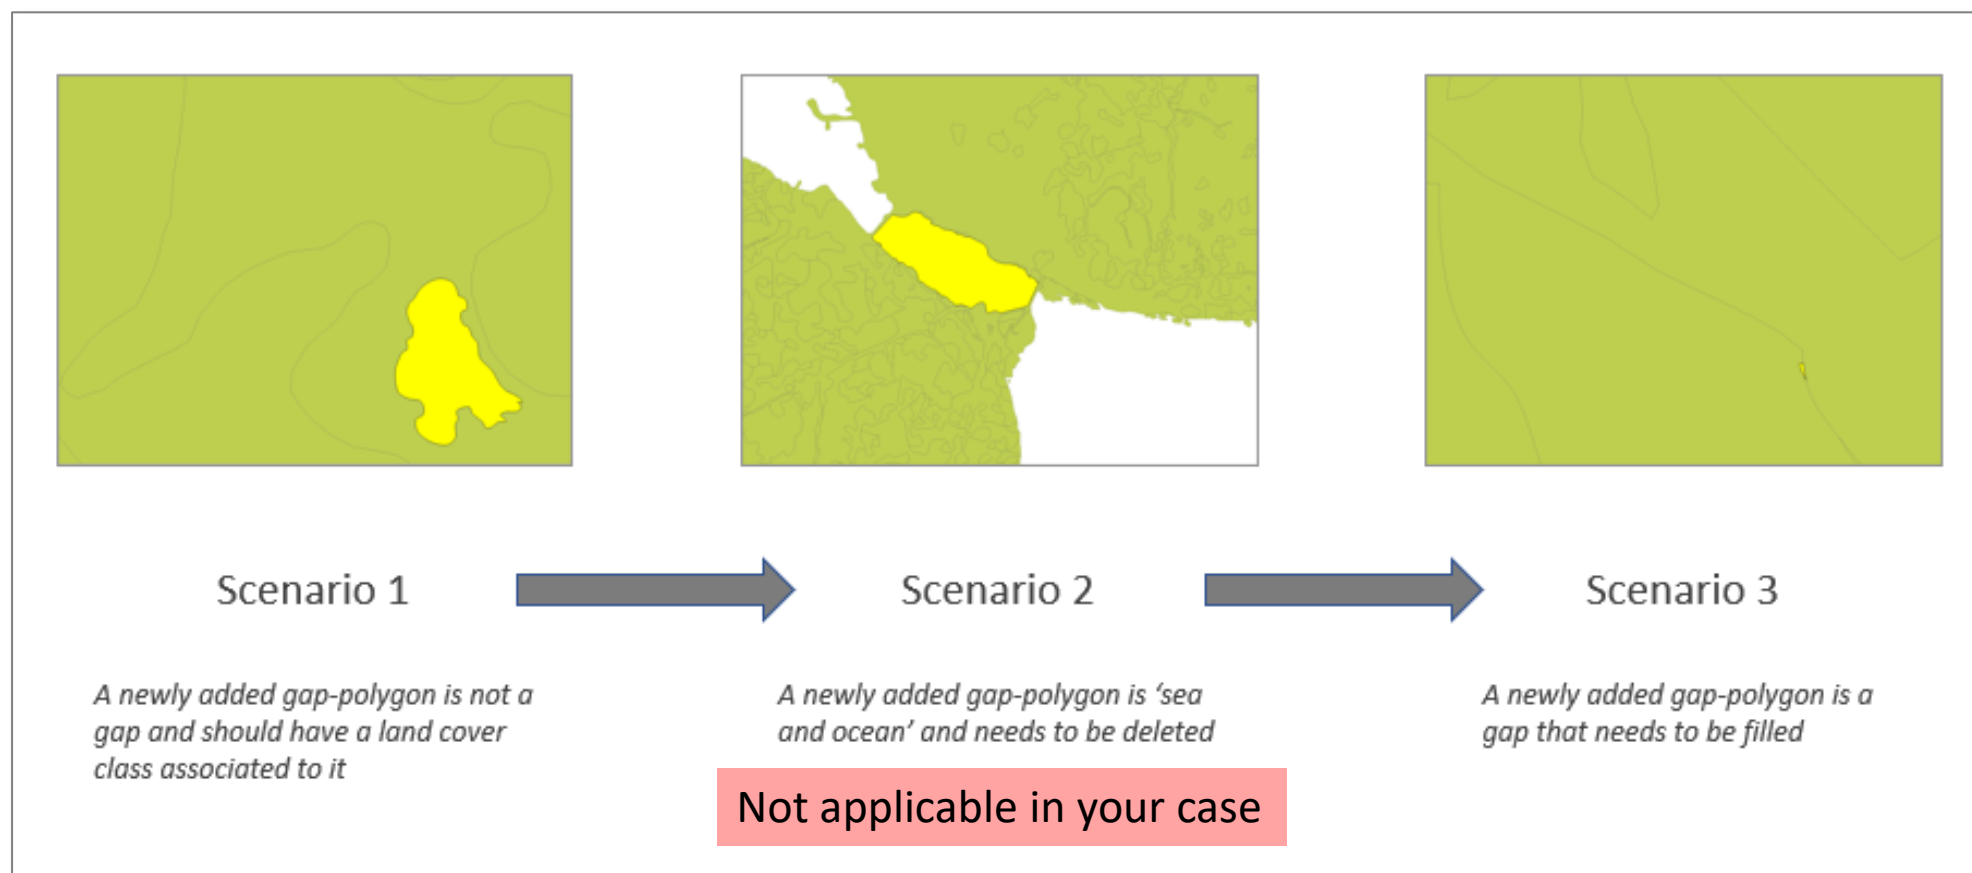 Scenario 1
Scenario 2
Scenario 3
A newly added gap-polygon is not a
gap and should have a land cover
class associated to it
A newly added gap-polygon is ‘sea
and ocean’ and needs to be deleted
A newly added gap-polygon is a
gap that needs to be filled
Not applicable in your case